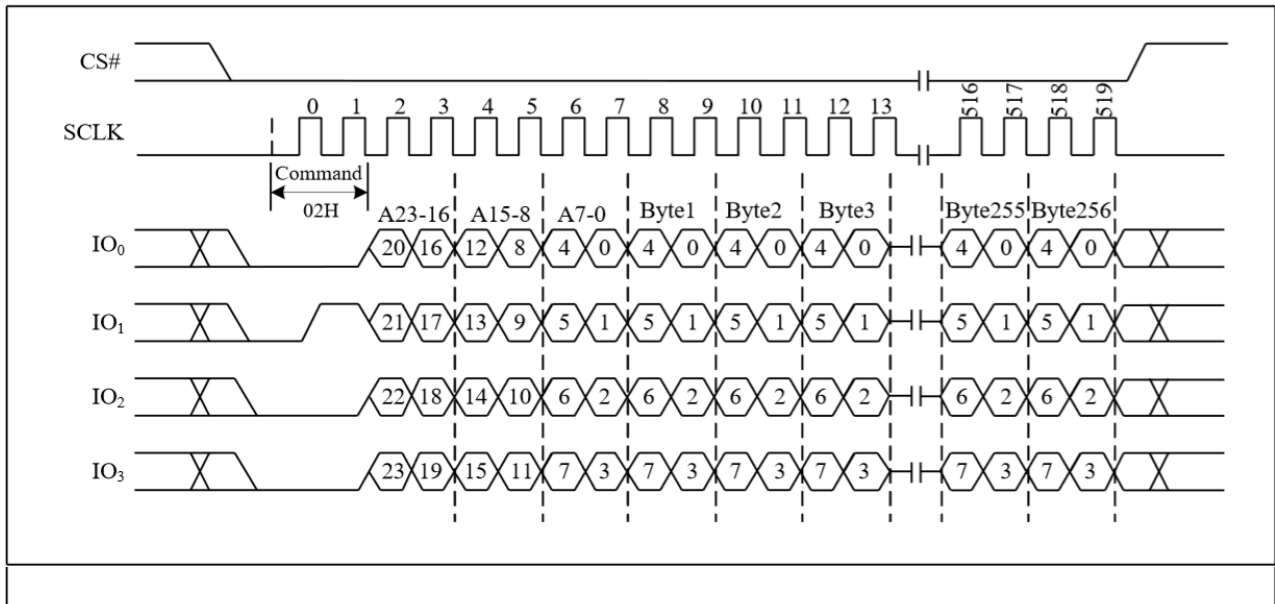 CS#
0 1 2 3 4 5 6 7 8 9 10 11 12 13 516 517 518 519
SCLK
Command
02H
A23-16 A15-8 A7-0 Byte1 Byte2 Byte3 Byte255 Byte256
IO0 20 16 12 8 4 0 4 0 4 0 4 0 4 0 4 0
IO1 21 17 13 9 5 1 5 1 5 1 5 1 5 1 5 1
IO2 22 18 14 10 6 2 6 2 6 2 6 2 6 2 6 2
IO3 23 19 15 11 7 3 7 3 7 3 7 3 7 3 7 3